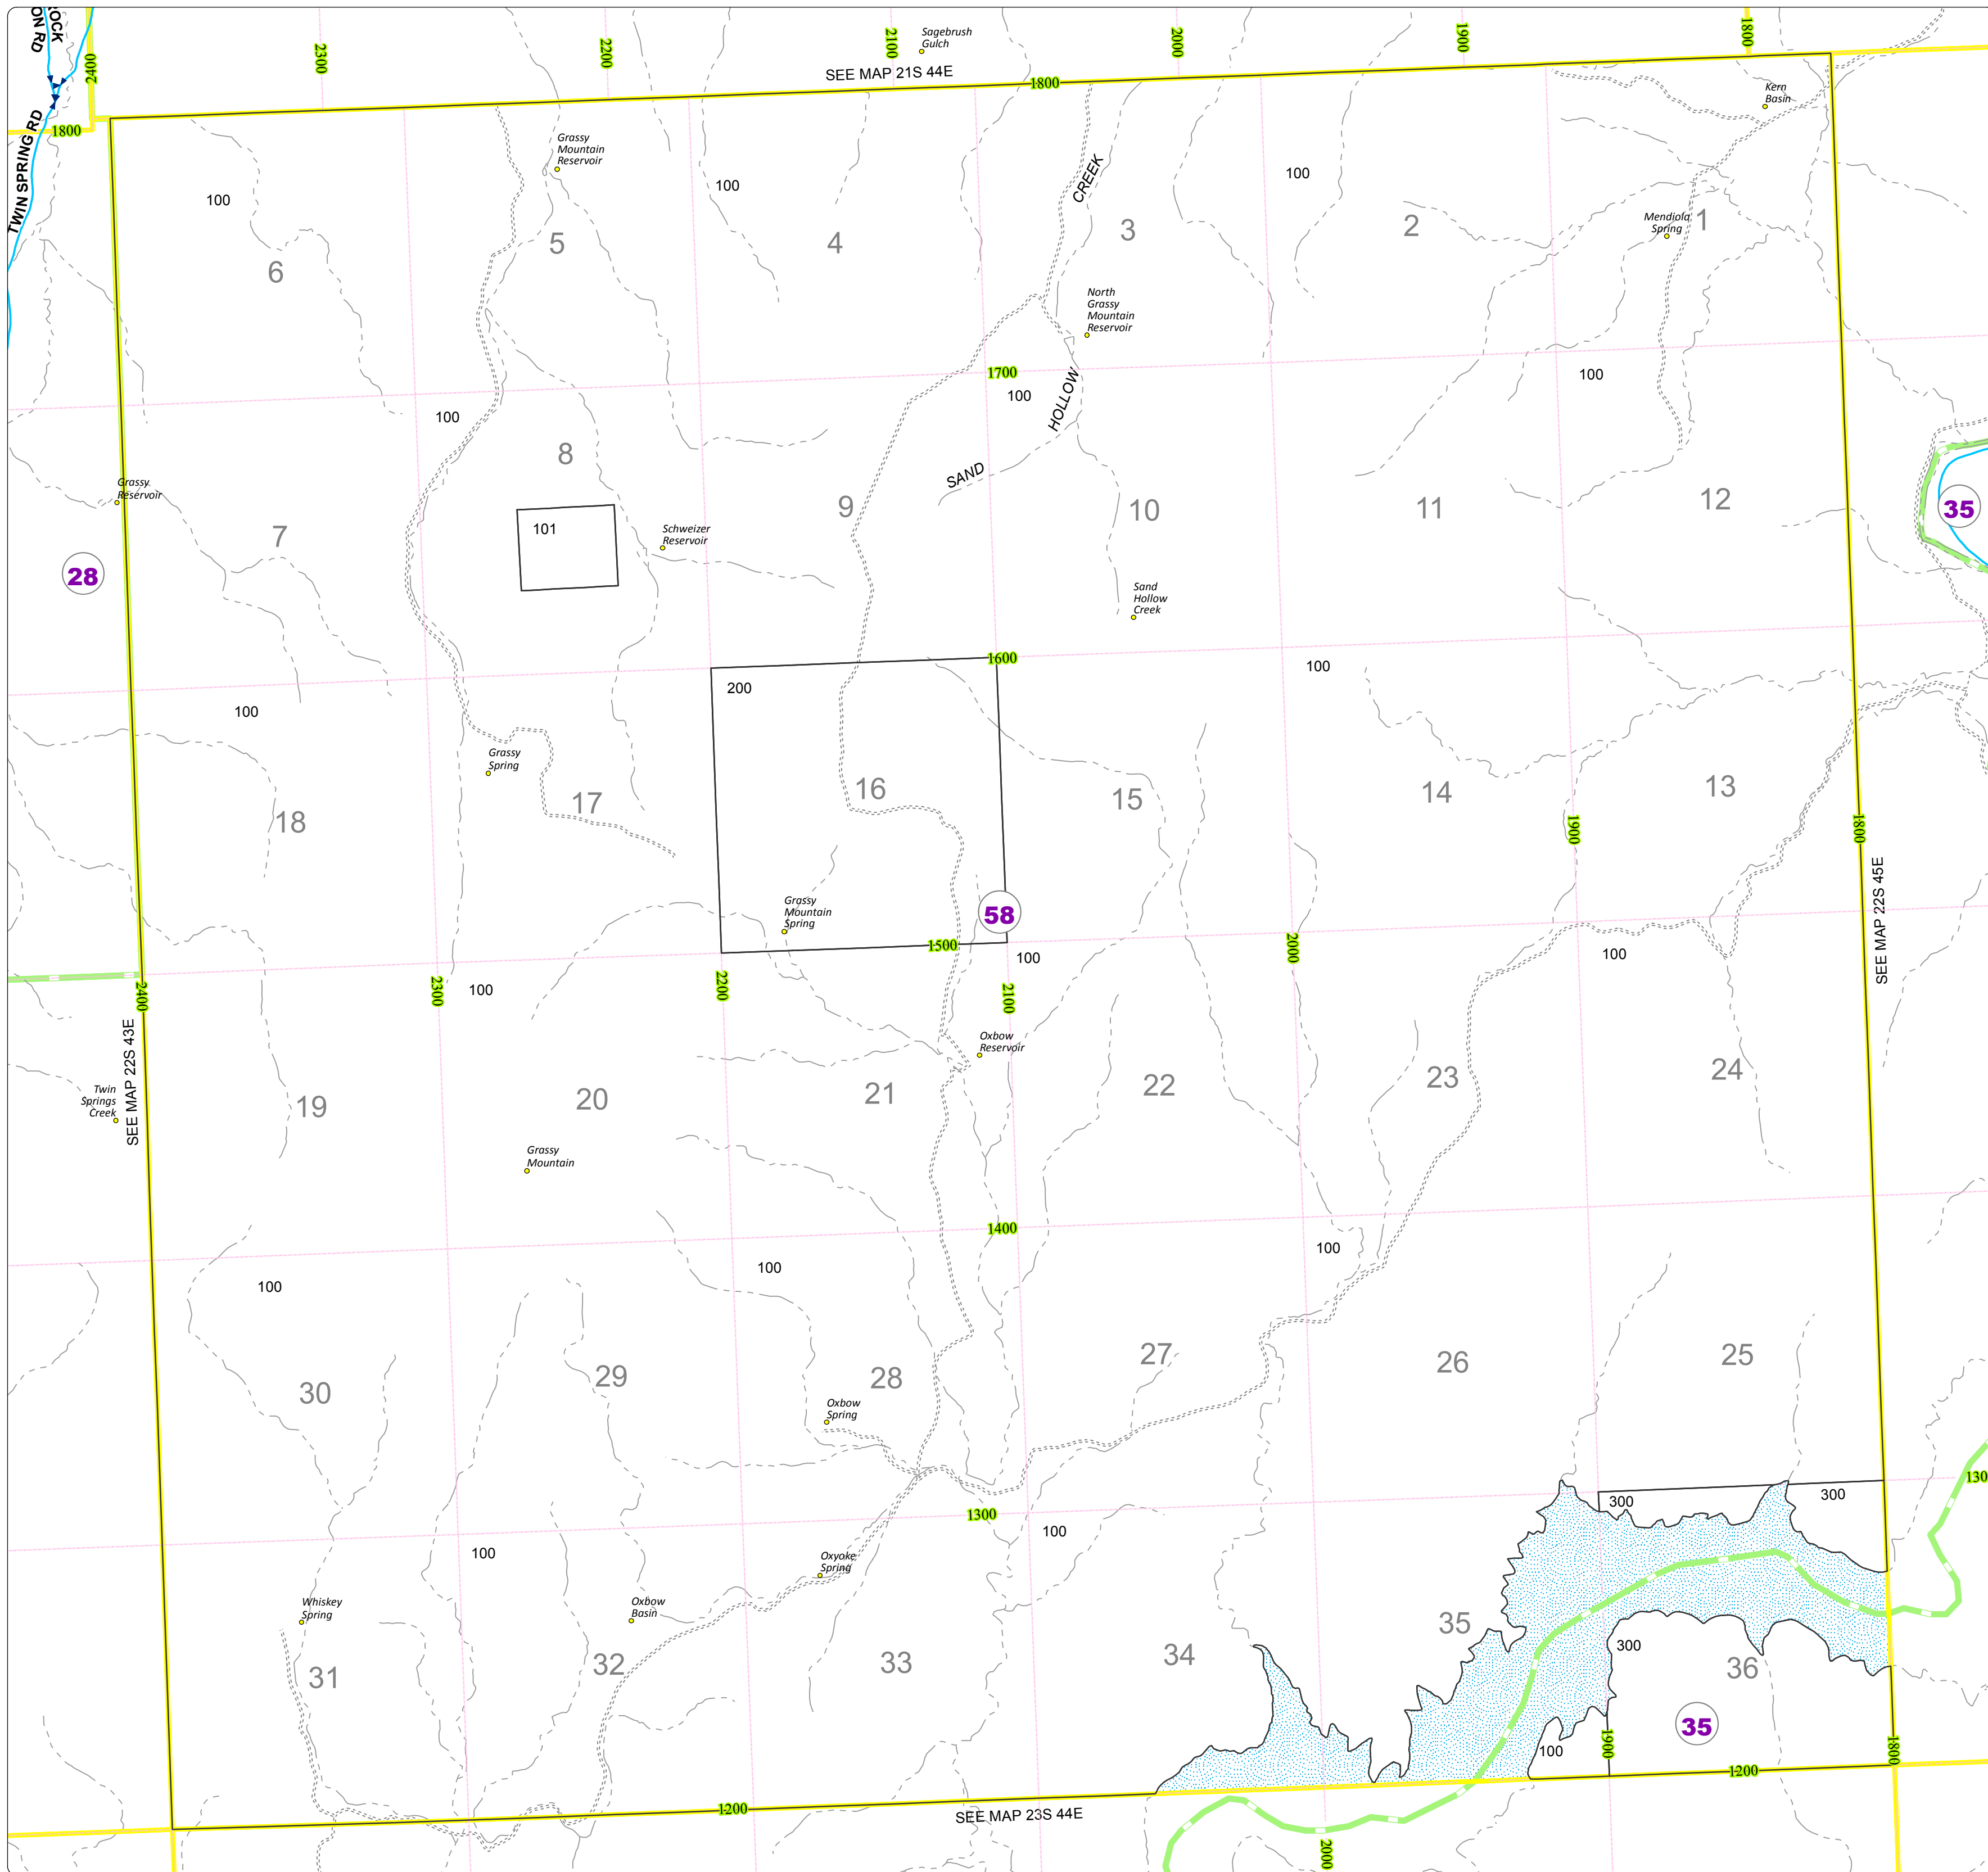 OCK
ON RD
TWIN SPRING RD
2400
2300
2200
2100
2000
1900
1800
Sagebrush
Gulch
SEE MAP 21S 44E
1800
1800
Kern
Basin
Grassy
Mountain
Reservoir
100
100
CREEK
100
6
5
4
3
2
Mendiola
Spring
1
North
Grassy
Mountain
Reservoir
1700
100
100
HOLLOW
100
SAND
Grassy
Reservoir
7
8
9
10
11
12
35
101
Schweizer
Reservoir
28
Sand
Hollow
Creek
1600
100
200
100
Grassy
Spring
18
17
16
15
14
13
1900
1800
SEE MAP 22S 45E
Grassy
Mountain
Spring
58
1500
2000
100
100
100
2400
2300
2200
2100
SEE MAP 22S 43E
Oxbow
Reservoir
Twin
Springs
Creek
19
20
21
22
23
24
Grassy
Mountain
1400
100
100
100
30
29
28
27
26
25
Oxbow
Spring
1300
130
300
300
100
100
Oxyoke
Spring
Whiskey
Spring
Oxbow
Basin
31
32
33
34
35
300
36
35
100
1900
1800
1200
1200
SEE MAP 23S 44E
2000